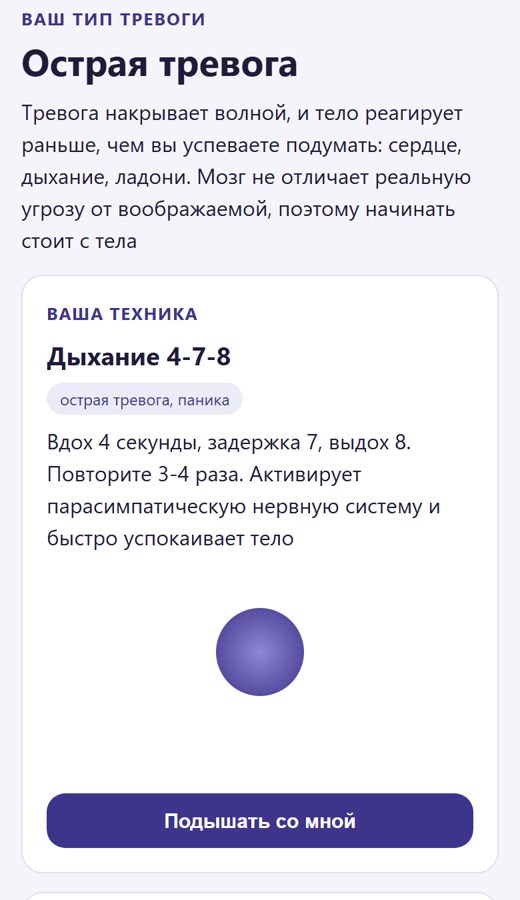 ВАШ ТИП ТРЕВОГИ
Острая тревога
Тревога накрывает волной, и тело реагирует
раньше, чем вы успеваете подумать: сердце,
дыхание, ладони. Мозг не отличает реальную
угрозу от воображаемой, поэтому начинать
стоит с тела
ВАША ТЕХНИКА
Дыхание 4-7-8
острая тревога, паника
Вдох 4 секунды, задержка 7, выдох 8.
Повторите 3-4 раза. Активирует
парасимпатическую нервную систему и
быстро успокаивает тело
Подышать со мной